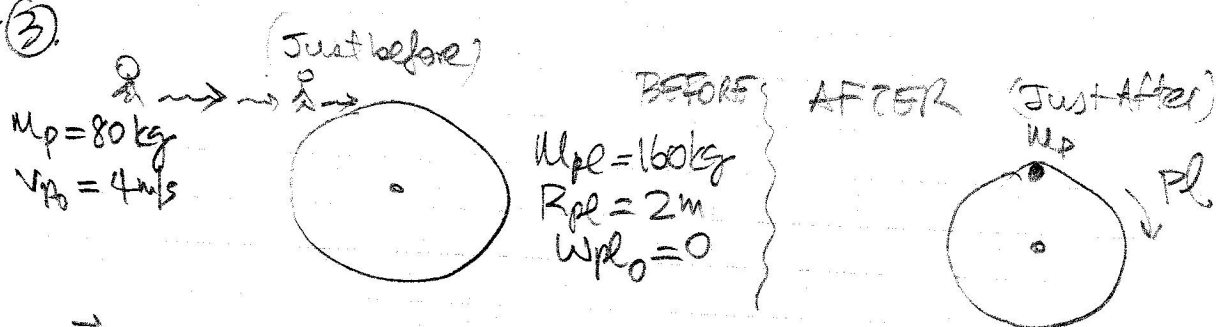 ③.
(Just before)
BEFORE AFTER (Just After)
Mp = 80 kg
Vp₀ = 4 m/s
Mpl = 160 kg
Rpl = 2 m
Wpl₀ = 0
Mp
Pl